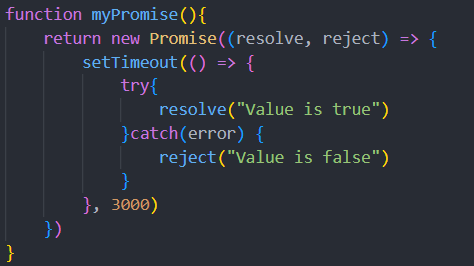 function myPromise(){
    return new Promise((resolve, reject) => {
        setTimeout(() => {
            try{
                resolve("Value is true")
            }catch(error) {
                reject("Value is false")
            }
        }, 3000)
    })
}